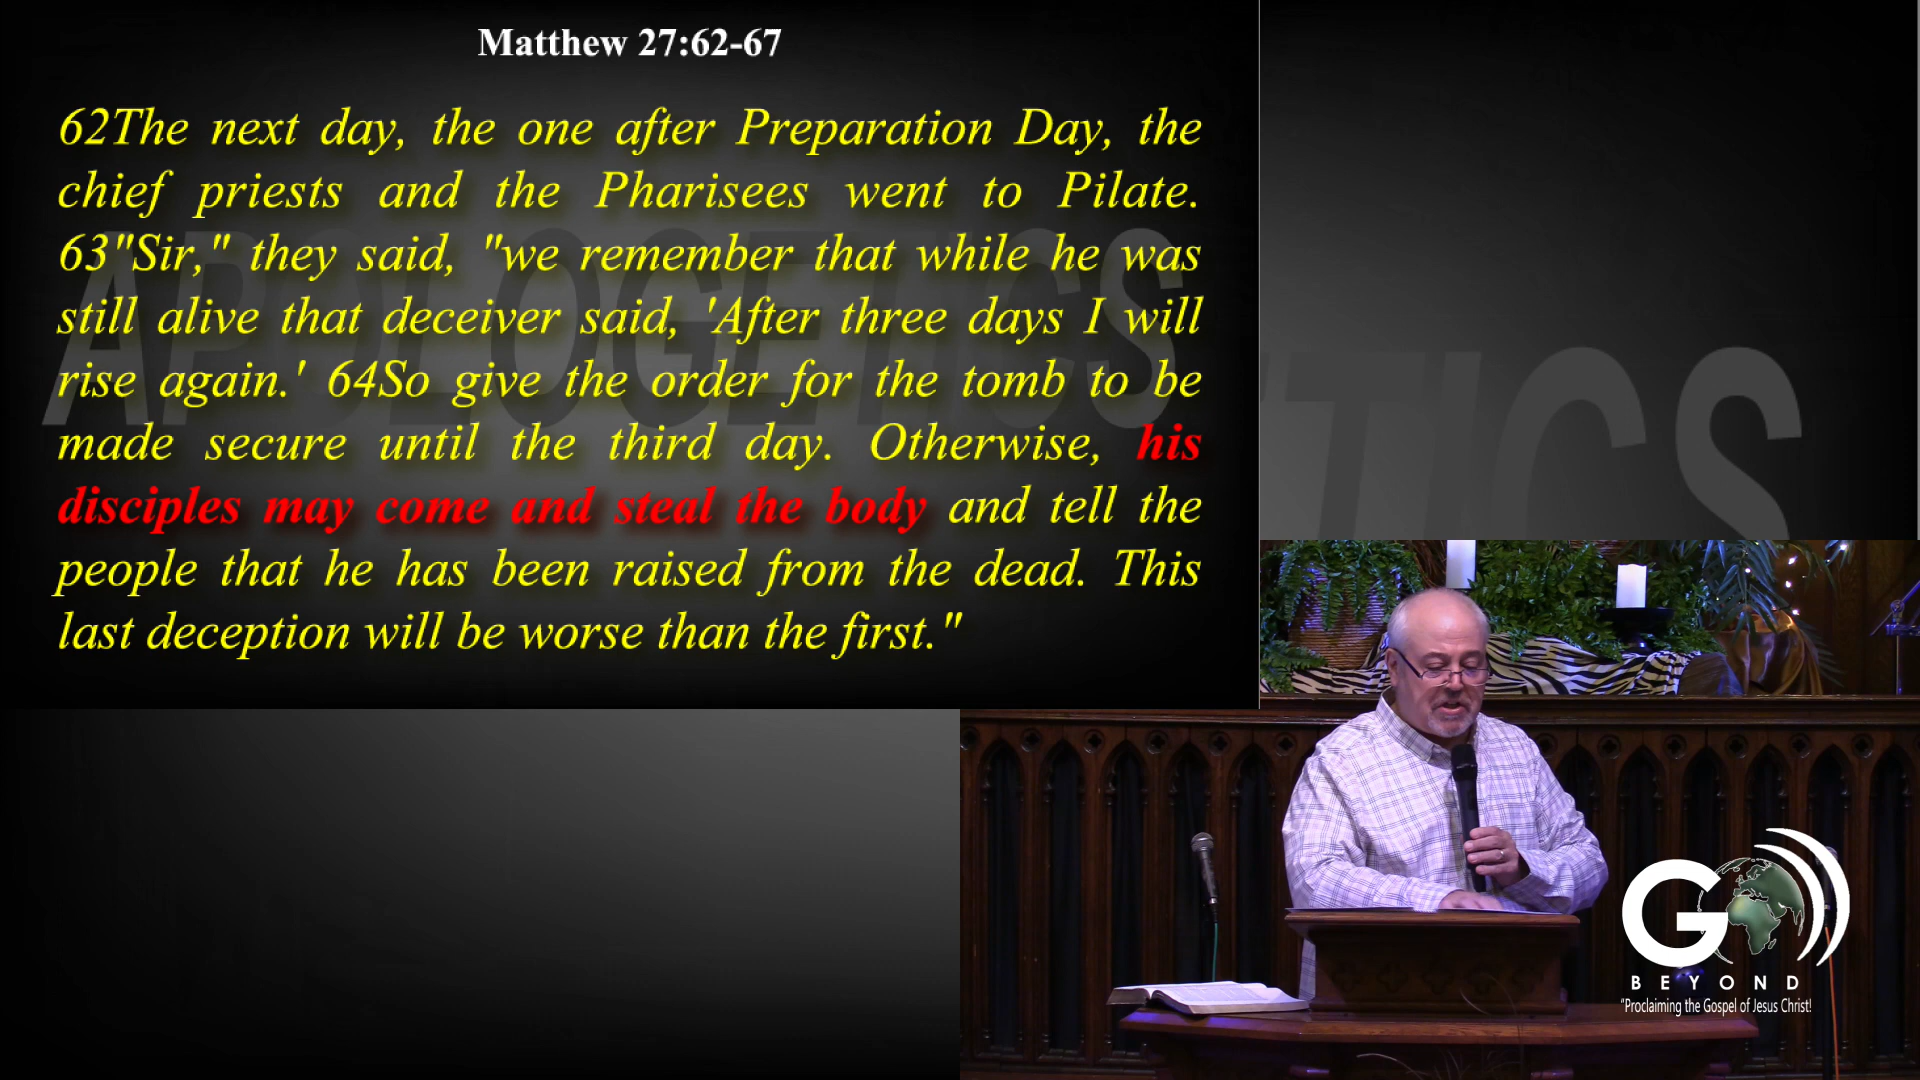 Matthew 27:62-67
62The next day, the one after Preparation Day, the
chief priests and the Pharisees went to Pilate.
63"Sir," they said, "we remember that while he was
still alive that deceiver said, 'After three days I will
rise again.' 64So give the order for the tomb to be
made secure until the third day. Otherwise, his
disciples may come and steal the body and tell the
people that he has been raised from the dead. This
last deception will be worse than the first."
APOLOGETICS
TICS
GO
BEYOND
"Proclaiming the Gospel of Jesus Christ!